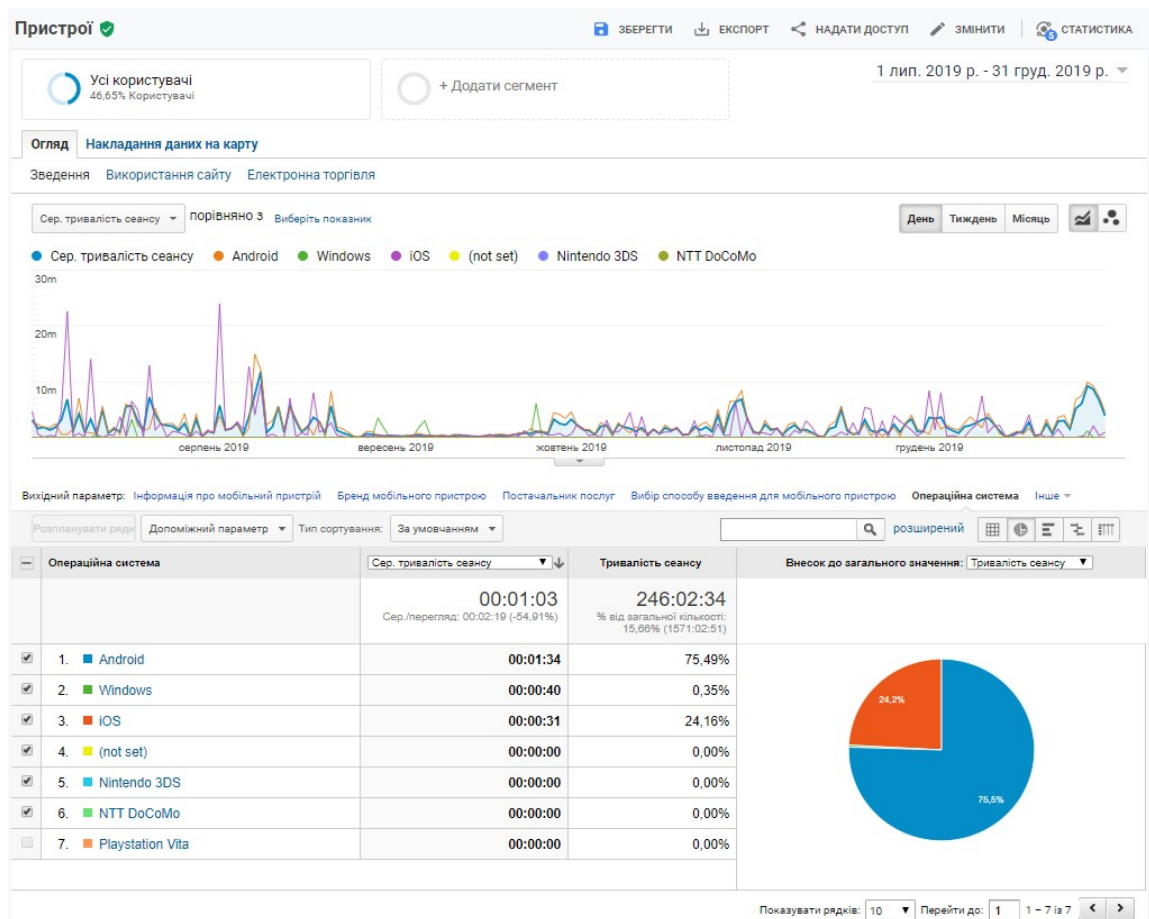 Пристрої
ЗБЕРЕГТИ ЕКСПОРТ НАДАТИ ДОСТУП ЗМІНИТИ 5 СТАТИСТИКА
Усі користувачі
46,65% Користувачі
+ Додати сегмент
1 лип. 2019 р. - 31 груд. 2019 р.
Огляд Накладання даних на карту
Зведення Використання сайту Електронна торгівля
Сер. тривалість сеансу порівняно з Виберіть показник
День Тиждень Місяць
Сер. тривалість сеансу Android Windows iOS (not set) Nintendo 3DS NTT DoCoMo
30m
20m
10m
серпень 2019 вересень 2019 жовтень 2019 листопад 2019 грудень 2019
Вихідний параметр: Інформація про мобільний пристрій Бренд мобільного пристрою Постачальник послуг Вибір способу введення для мобільного пристрою Операційна система Інше
Розпланувати ряди Допоміжний параметр Тип сортування: За умовчанням розширений
Операційна система Сер. тривалість сеансу Тривалість сеансу Внесок до загального значення: Тривалість сеансу
00:01:03 246:02:34
Сер./перегляд: 00:02:19 (-54,91%) % від загальної кількості:
15,66% (1571:02:51)
1. Android 00:01:34 75,49%
2. Windows 00:00:40 0,35%
3. iOS 00:00:31 24,16%
4. (not set) 00:00:00 0,00%
5. Nintendo 3DS 00:00:00 0,00%
6. NTT DoCoMo 00:00:00 0,00%
7. Playstation Vita 00:00:00 0,00%
24,2%
75,5%
Показувати рядків: 10 Перейти до: 1 1 – 7 із 7